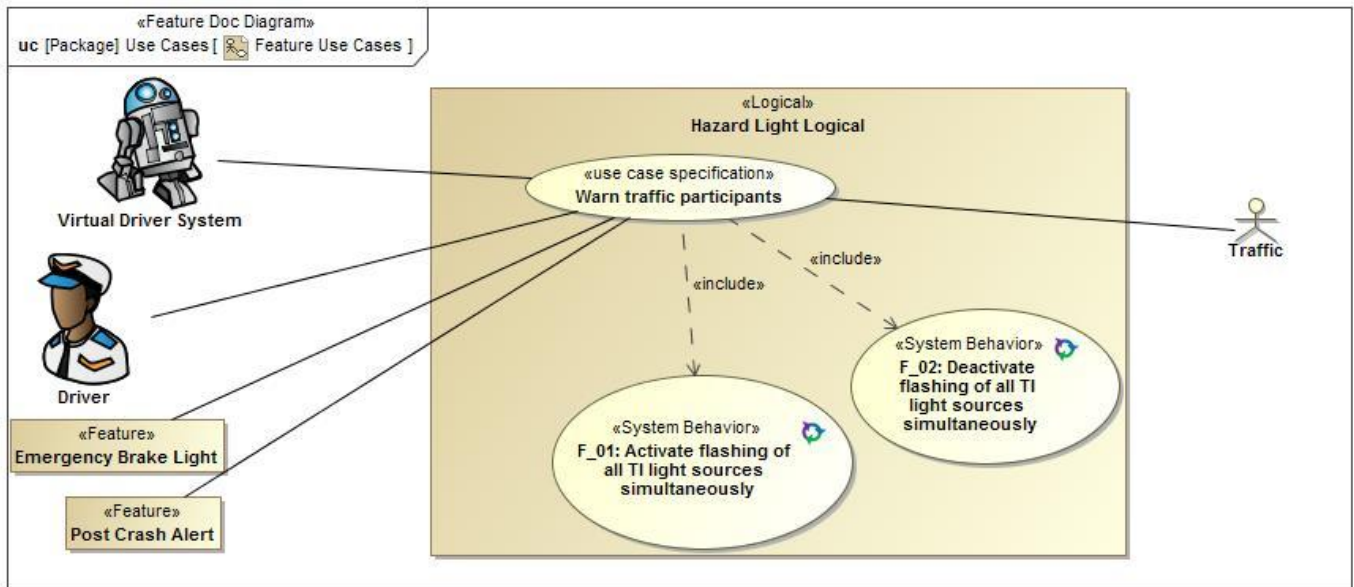 «Feature Doc Diagram»
uc [Package] Use Cases [ Feature Use Cases ]
Virtual Driver System
Driver
«Feature»
Emergency Brake Light
«Feature»
Post Crash Alert
«Logical»
Hazard Light Logical
«use case specification»
Warn traffic participants
«include»
«include»
«System Behavior»
F_02: Deactivate
flashing of all TI
light sources
simultaneously
«System Behavior»
F_01: Activate flashing of
all TI light sources
simultaneously
Traffic